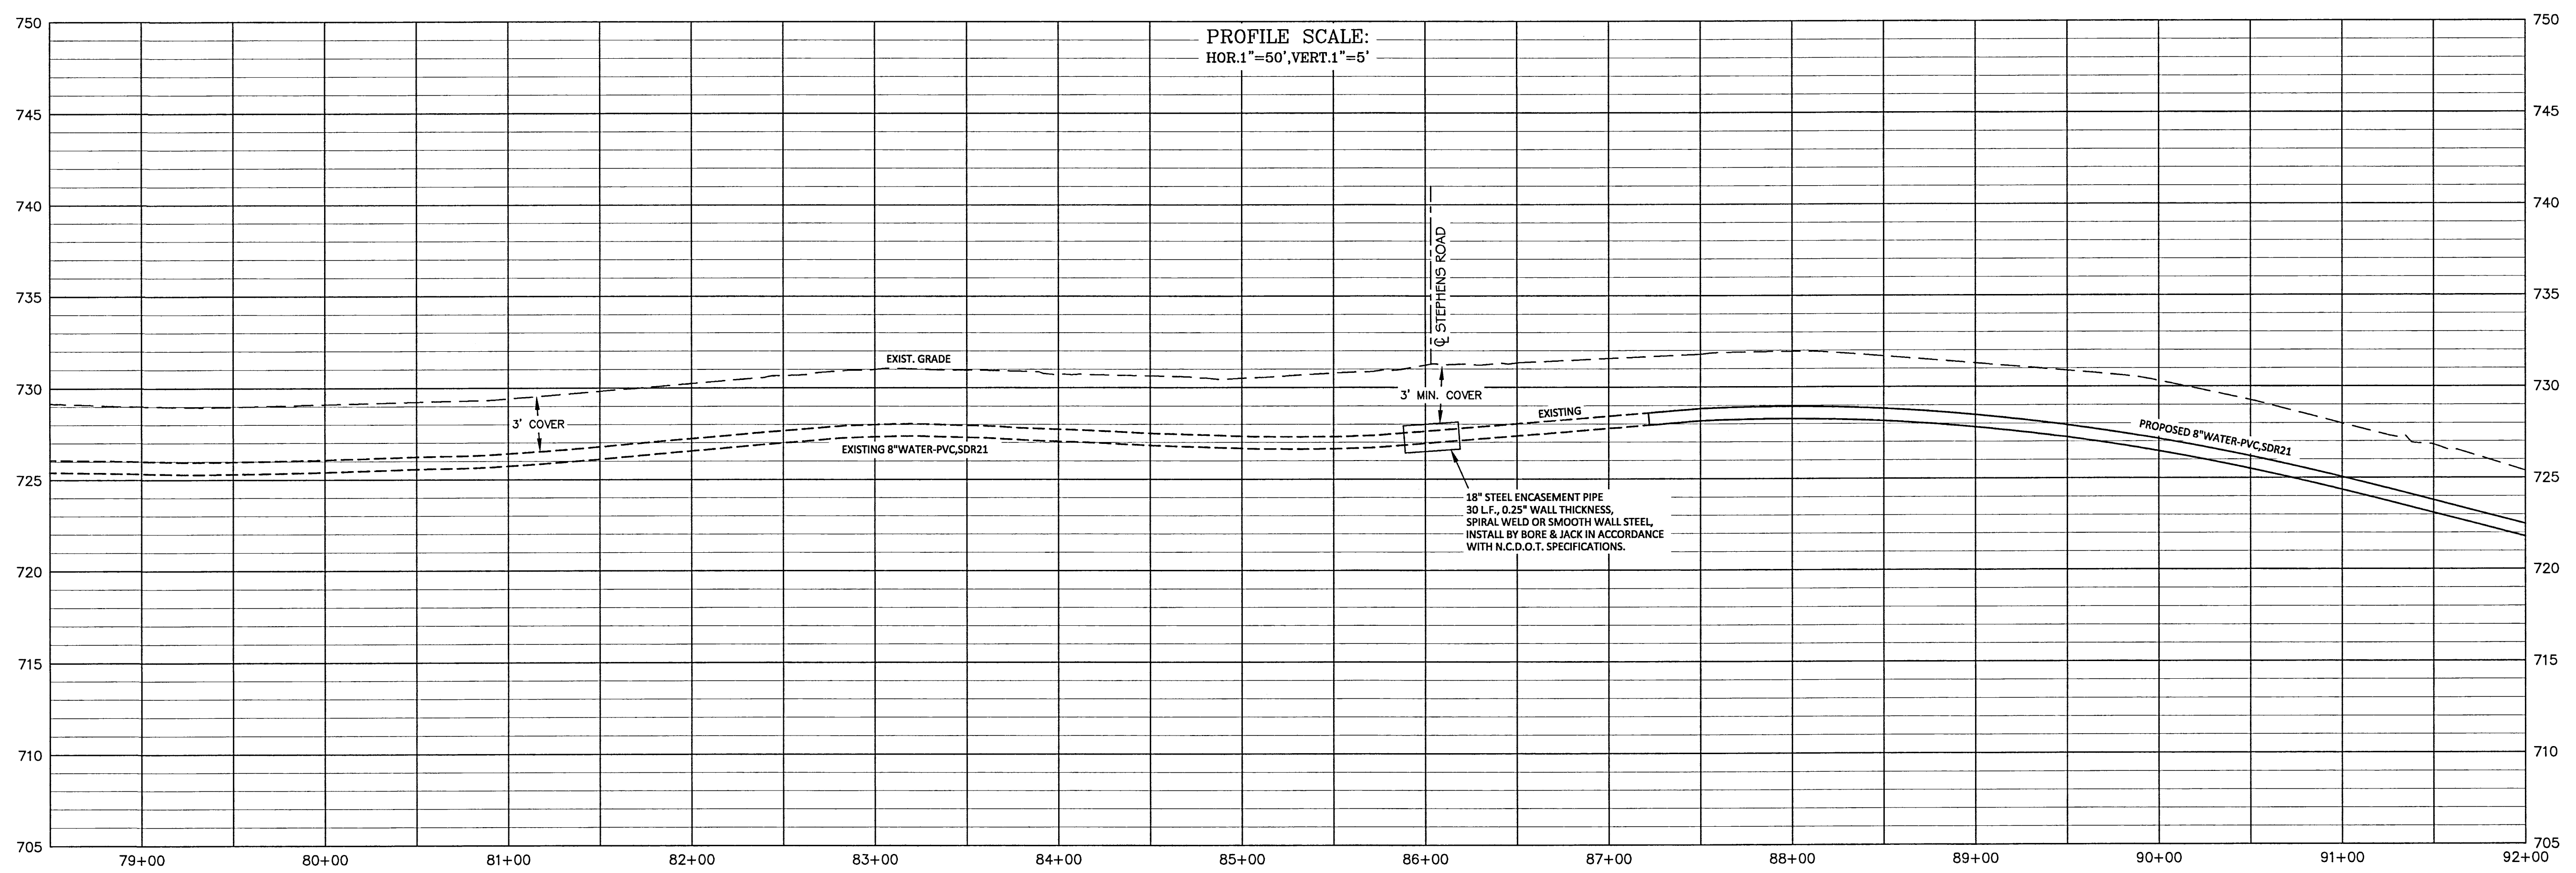 PROFILE SCALE:
HOR.1"=50',VERT.1"=5'
750
750
745
745
740
740
735
735
730
730
725
725
720
720
715
715
710
710
705
705
℄ STEPHENS ROAD
EXIST. GRADE
3' COVER
3' MIN. COVER
EXISTING
EXISTING 8"WATER-PVC,SDR21
PROPOSED 8"WATER-PVC,SDR21
18" STEEL ENCASEMENT PIPE
30 L.F., 0.25" WALL THICKNESS,
SPIRAL WELD OR SMOOTH WALL STEEL,
INSTALL BY BORE & JACK IN ACCORDANCE
WITH N.C.D.O.T. SPECIFICATIONS.
79+00 80+00 81+00 82+00 83+00 84+00 85+00 86+00 87+00 88+00 89+00 90+00 91+00 92+00